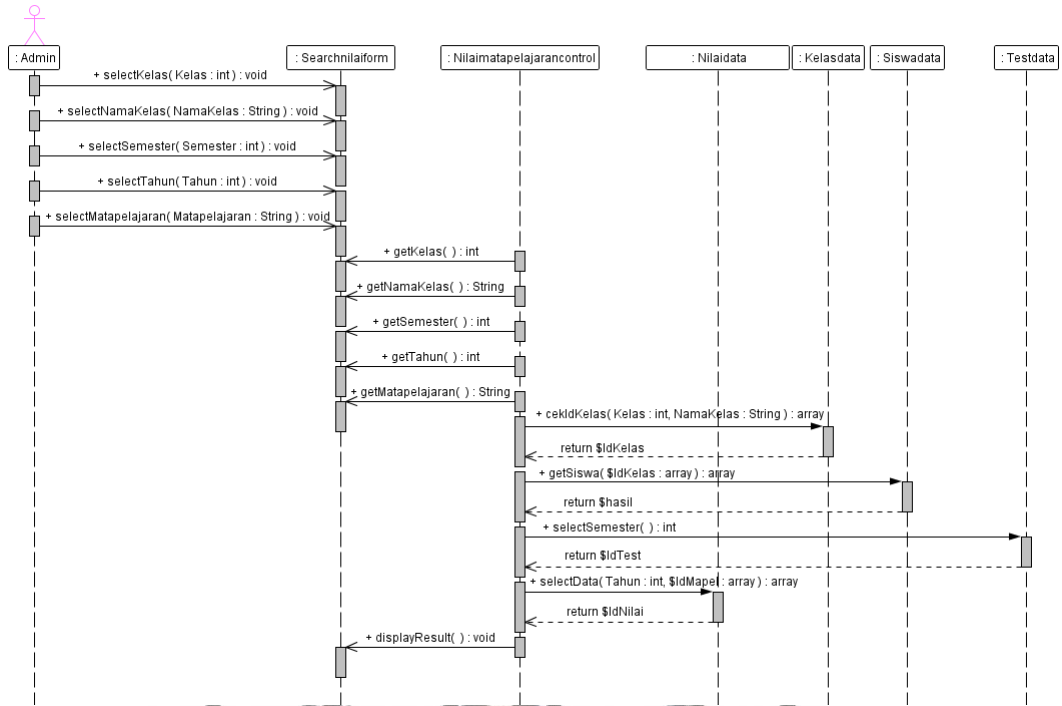 : Admin
: Searchnilaiform
: Nilaimatapelajarancontrol
: Nilaidata
: Kelasdata
: Siswadata
: Testdata
+ selectKelas( Kelas : int ) : void
+ selectNamaKelas( NamaKelas : String ) : void
+ selectSemester( Semester : int ) : void
+ selectTahun( Tahun : int ) : void
+ selectMatapelajaran( Matapelajaran : String ) : void
+ getKelas( ) : int
+ getNamaKelas( ) : String
+ getSemester( ) : int
+ getTahun( ) : int
+ getMatapelajaran( ) : String
+ cekIdKelas( Kelas : int, NamaKelas : String ) : array
return $IdKelas
+ getSiswa( $IdKelas : array ) : array
return $hasil
+ selectSemester( ) : int
return $IdTest
+ selectData( Tahun : int, $IdMapel : array ) : array
return $IdNilai
+ displayResult( ) : void